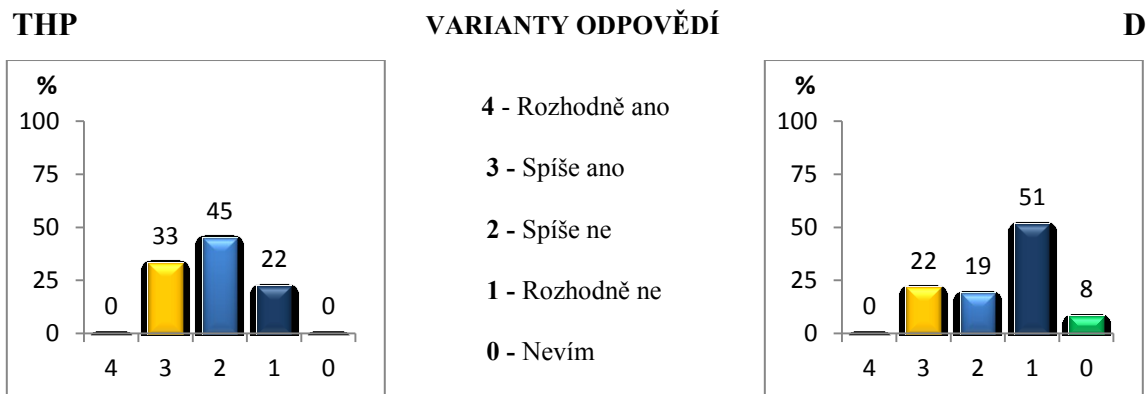 THP VARIANTY ODPOVĚDÍ D
%
100
75
50
25
0
0 33 45 22 0
4 3 2 1 0
4 - Rozhodně ano
3 - Spíše ano
2 - Spíše ne
1 - Rozhodně ne
0 - Nevím
%
100
75
50
25
0
0 22 19 51 8
4 3 2 1 0